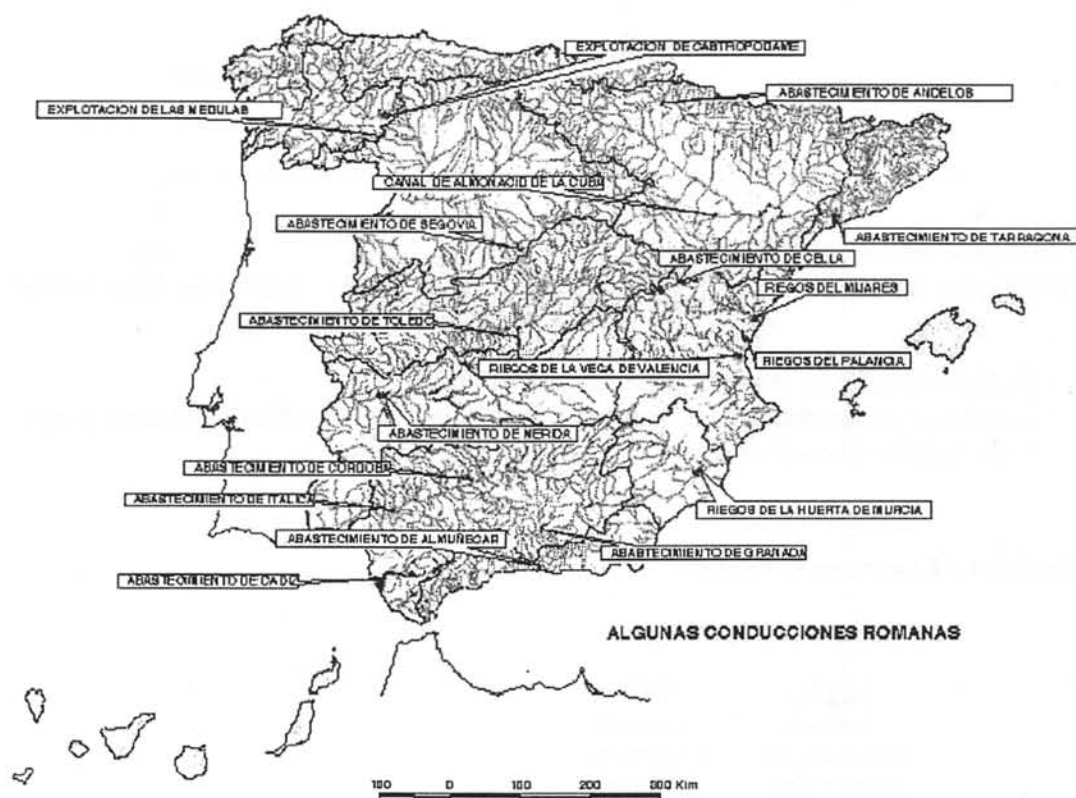 EXPLOTACION DE CASTROPODAME
ABASTECIMIENTO DE ANDELOS
EXPLOTACION DE LAS MEDULAS
CANAL DE ALMONACID DE LA CUBA
ABASTECIMIENTO DE SEGOVIA
ABASTECIMIENTO DE TARRAGONA
ABASTECIMIENTO DE CELLA
RIEGOS DEL MIJARES
ABASTECIMIENTO DE TOLEDO
RIEGOS DEL PALANCIA
RIEGOS DE LA VEGA DE VALENCIA
ABASTECIMIENTO DE MERIDA
ABASTECIMIENTO DE CORDOBA
ABASTECIMIENTO DE ITALICA
RIEGOS DE LA HUERTA DE MURCIA
ABASTECIMIENTO DE ALMUÑECAR
ABASTECIMIENTO DE GRANADA
ABASTECIMIENTO DE CADIZ
ALGUNAS CONDUCCIONES ROMANAS
100 0 100 200 300 Klm